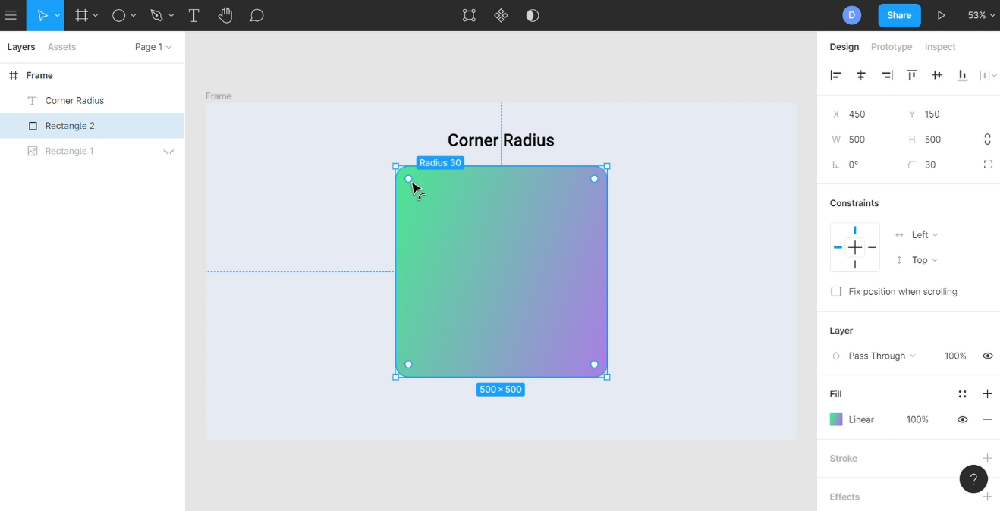 D
Share
53%
Layers
Assets
Page 1
Design
Prototype
Inspect
Frame
Corner Radius
Rectangle 2
Rectangle 1
Frame
Corner Radius
Radius 30
500 × 500
X 450
Y 150
W 500
H 500
0°
30
Constraints
Left
Top
Fix position when scrolling
Layer
Pass Through
100%
Fill
Linear
100%
Stroke
Effects
?